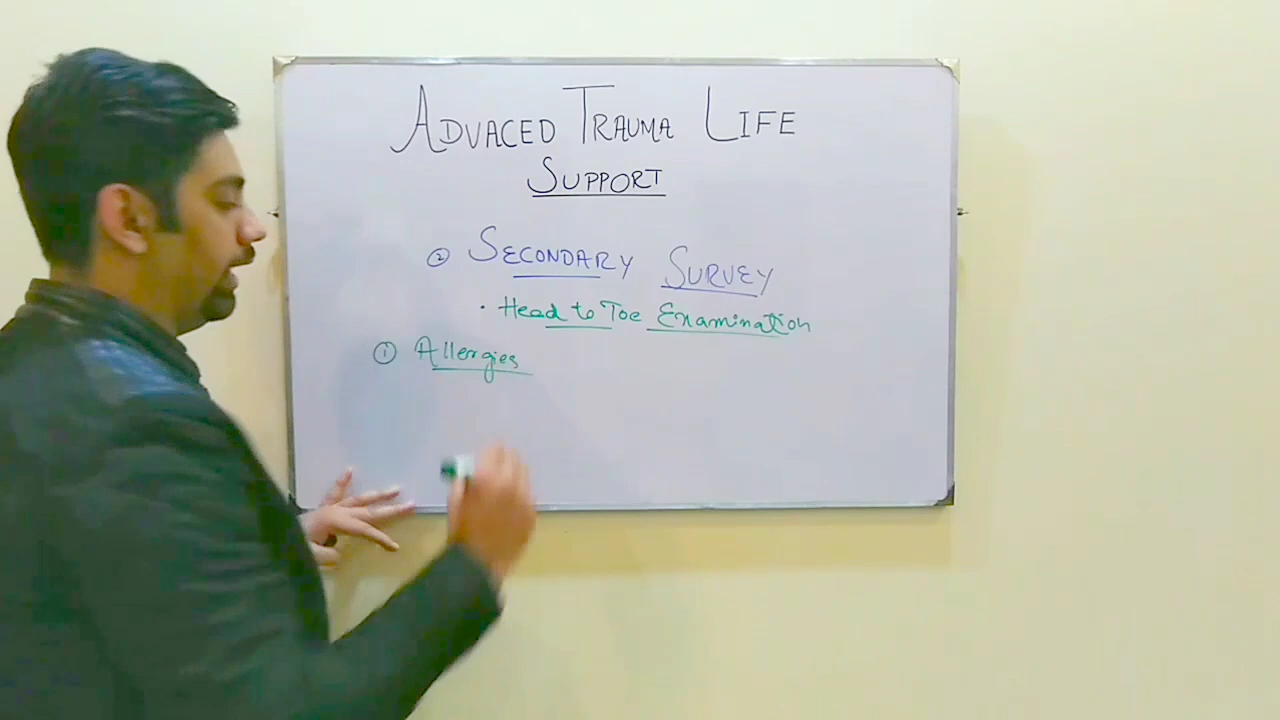 ADVACED TRAUMA LIFE
SUPPORT
② SECONDARY SURVEY
• Head to Toe Examination
① Allergies